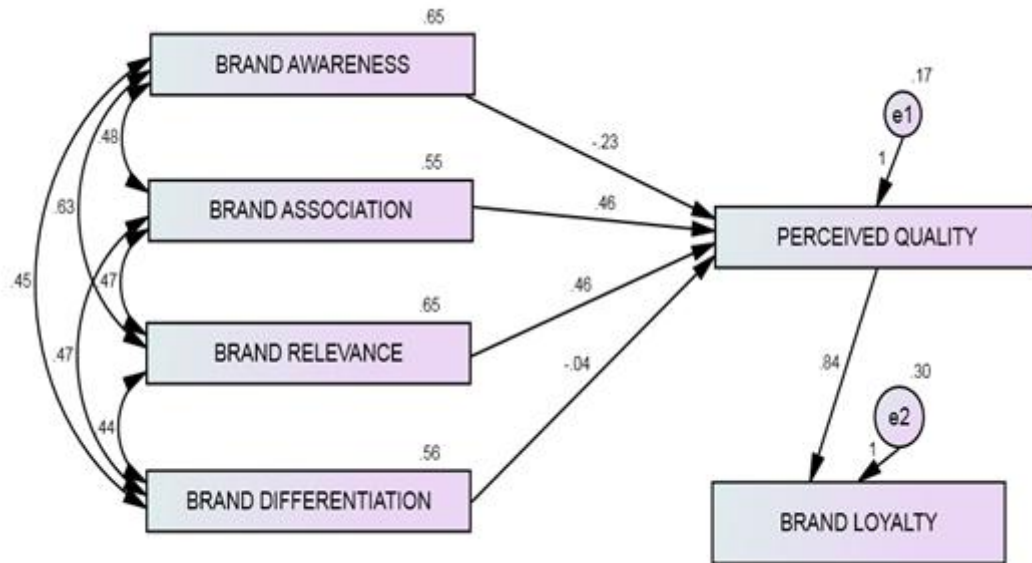 .65
BRAND AWARENESS
.17
e1
.48
-.23
1
.55
BRAND ASSOCIATION
.46
.63
PERCEIVED QUALITY
.45
.47
.65
.46
BRAND RELEVANCE
.47
-.04
.84
.30
e2
.44
1
.56
BRAND DIFFERENTIATION
BRAND LOYALTY